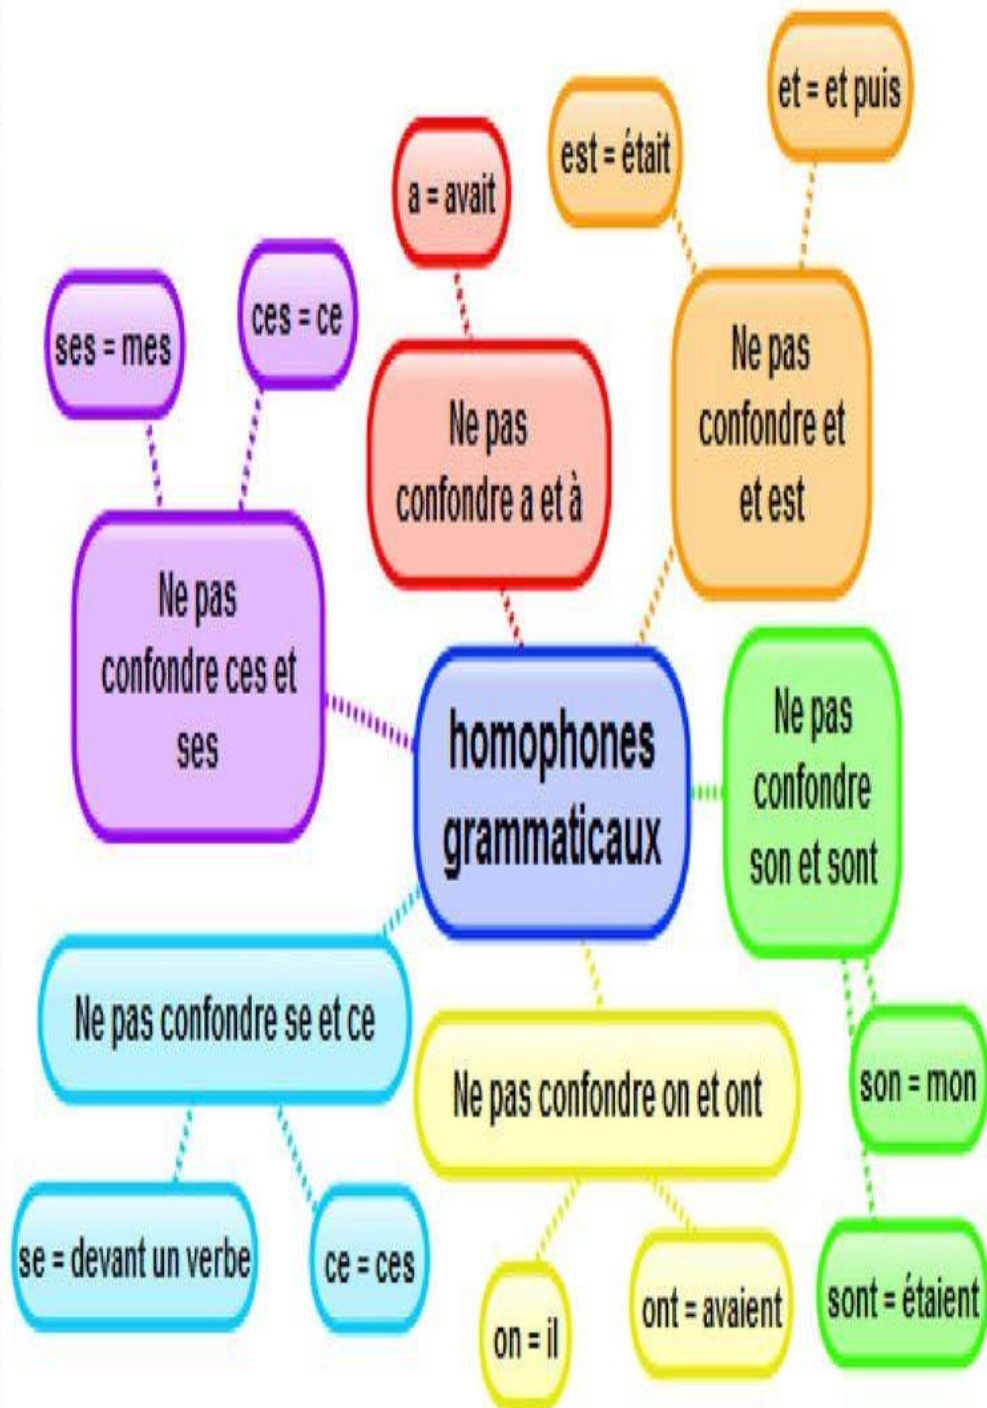 et = et puis
est = était
a = avait
ces = ce
ses = mes
Ne pas
confondre et
et est
Ne pas
confondre a et à
Ne pas
confondre ces et
ses
homophones
grammaticaux
Ne pas
confondre
son et sont
Ne pas confondre se et ce
Ne pas confondre on et ont
son = mon
se = devant un verbe
ce = ces
on = il
ont = avaient
sont = étaient